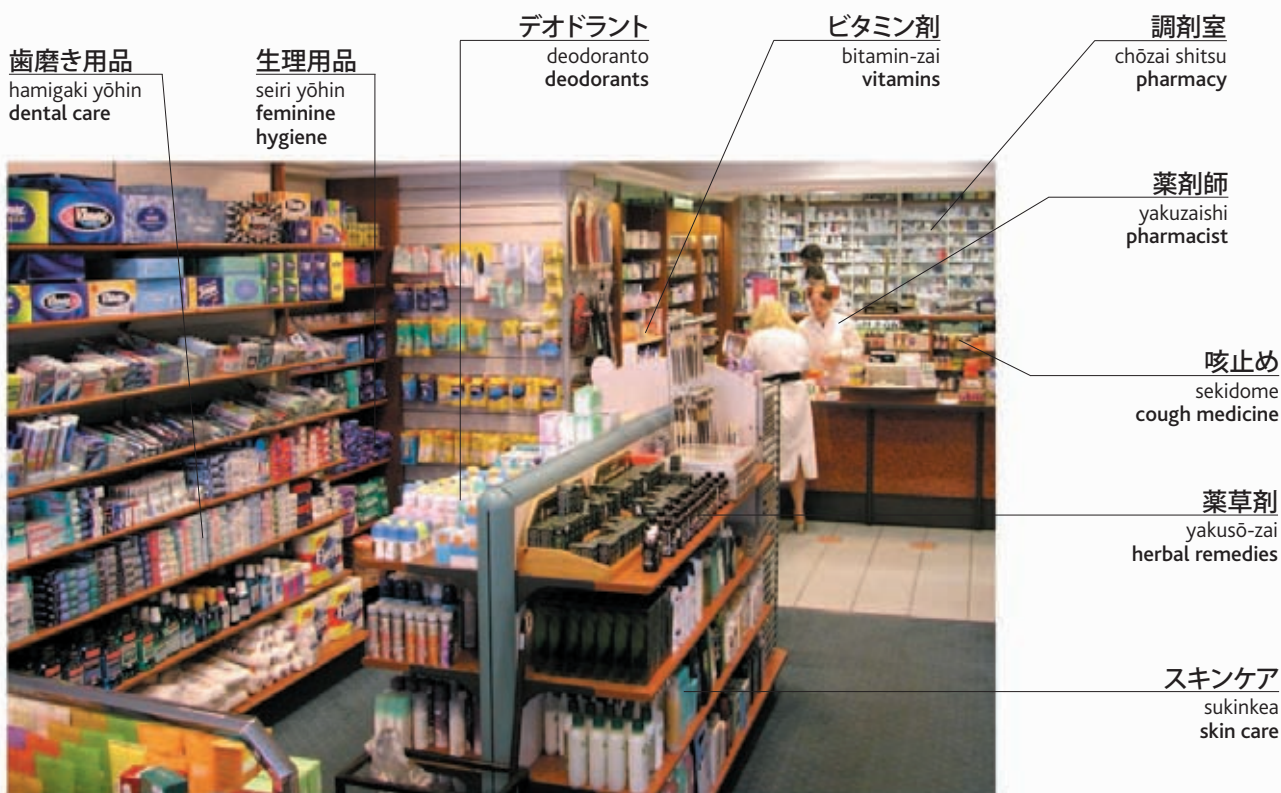 歯磨き用品
hamigaki yōhin
dental care
生理用品
seiri yōhin
feminine
hygiene
デオドラント
deodoranto
deodorants
ビタミン剤
bitamin-zai
vitamins
調剤室
chōzai shitsu
pharmacy
薬剤師
yakuzaishi
pharmacist
咳止め
sekidome
cough medicine
薬草剤
yakusō-zai
herbal remedies
スキンケア
sukinkea
skin care